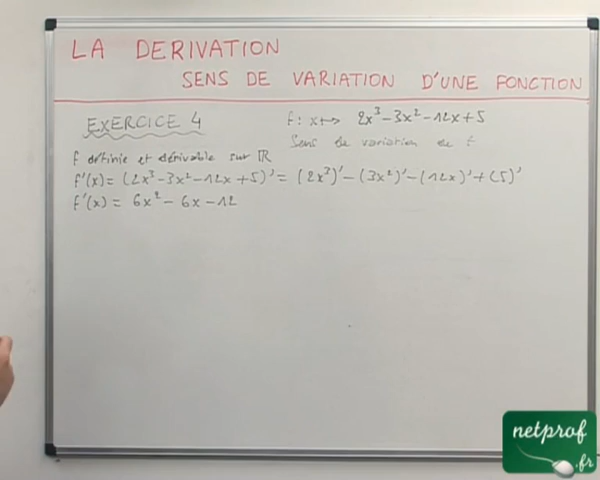 LA DERIVATION
SENS DE VARIATION D'UNE FONCTION
EXERCICE 4
f: x↦ 2x³-3x²-12x+5
Sens de variation de f
f définie et dérivable sur ℝ
f'(x) = (2x³-3x²-12x+5)' = (2x³)'-(3x²)'-(12x)'+(5)'
f'(x) = 6x²-6x-12
netprof
.fr